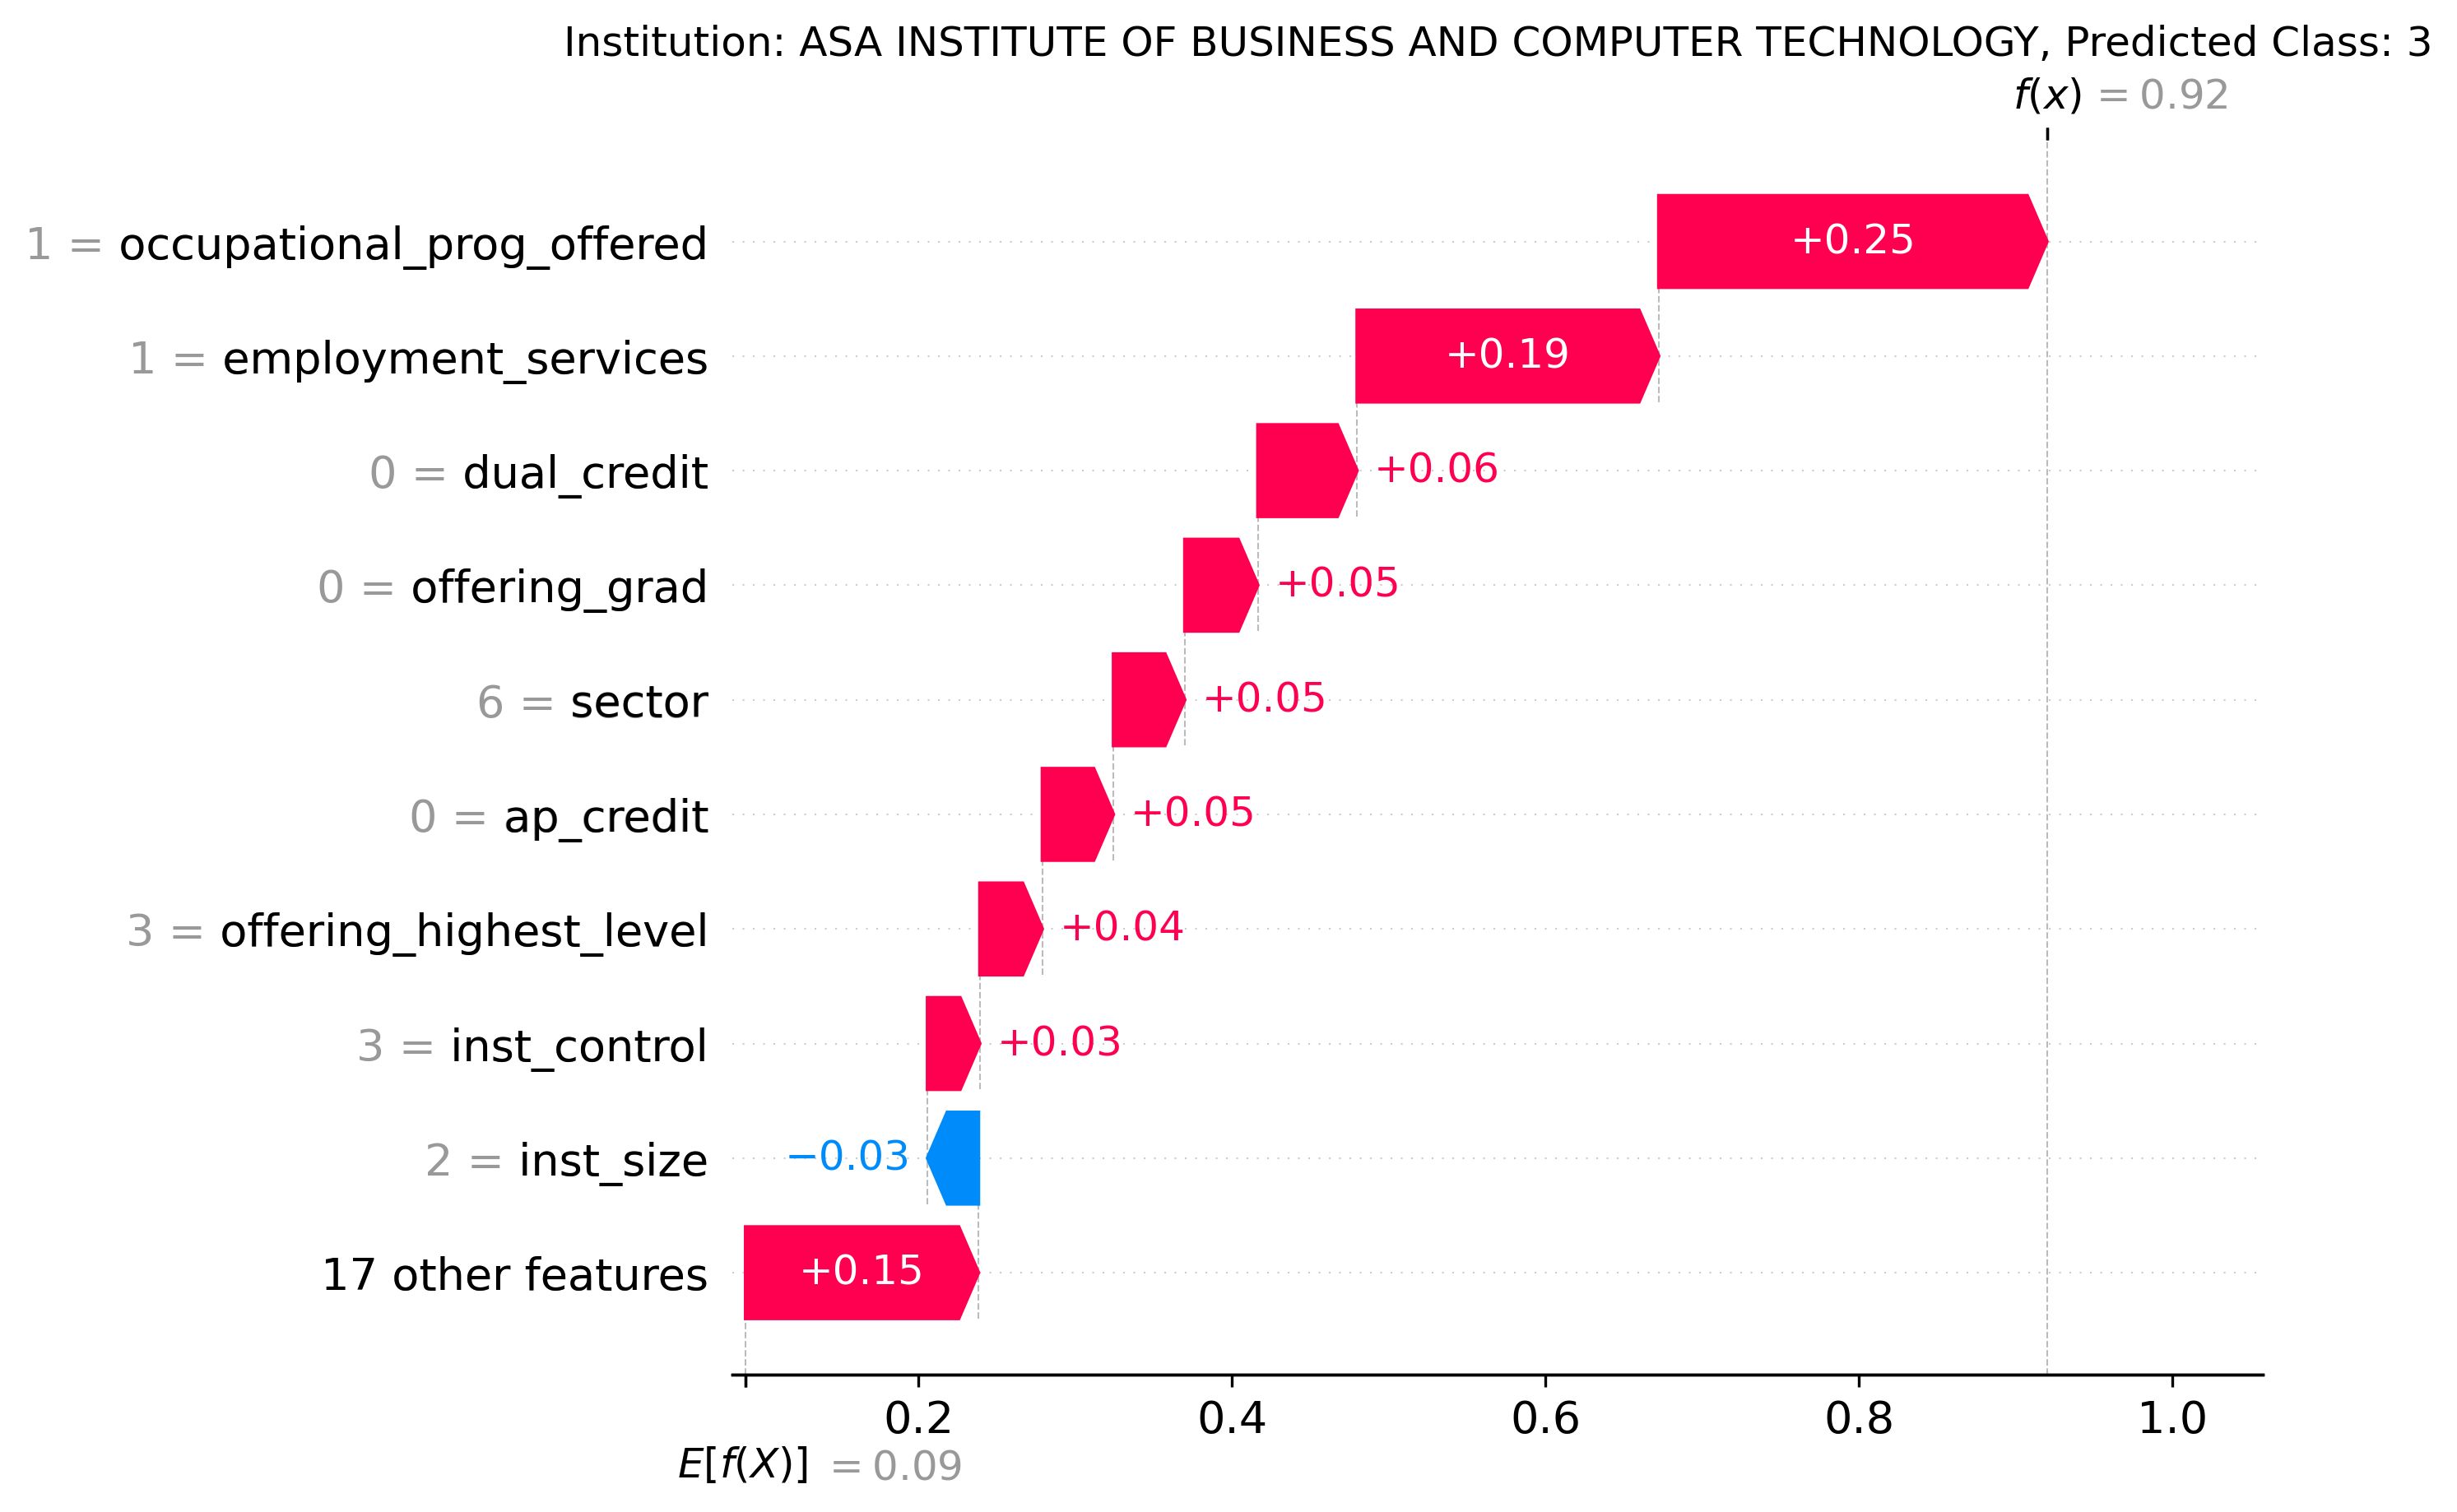 Institution: ASA INSTITUTE OF BUSINESS AND COMPUTER TECHNOLOGY, Predicted Class: 3
f(x) = 0.92
1 = occupational_prog_offered +0.25
1 = employment_services +0.19
0 = dual_credit +0.06
0 = offering_grad +0.05
6 = sector +0.05
0 = ap_credit +0.05
3 = offering_highest_level +0.04
3 = inst_control +0.03
2 = inst_size −0.03
17 other features +0.15
0.2 0.4 0.6 0.8 1.0
E[f(X)] = 0.09